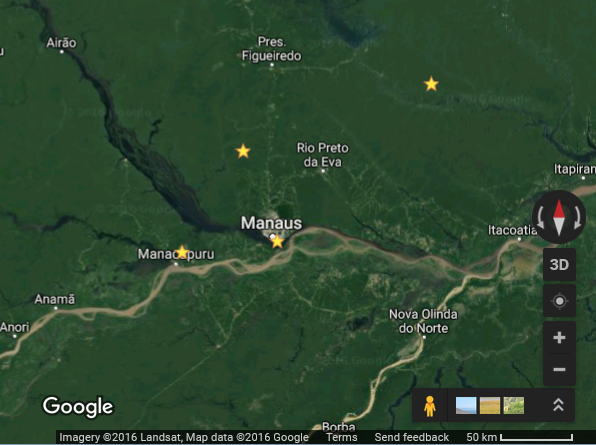 Airão
Pres.
Figueiredo
Rio Preto
da Eva
Itapiran
Manaus
Itacoatia
Manacapuru
3D
Anamã
Nova Olinda
do Norte
Anori
Google
Borba
Imagery ©2016 Landsat, Map data ©2016 Google Terms Send feedback 50 km